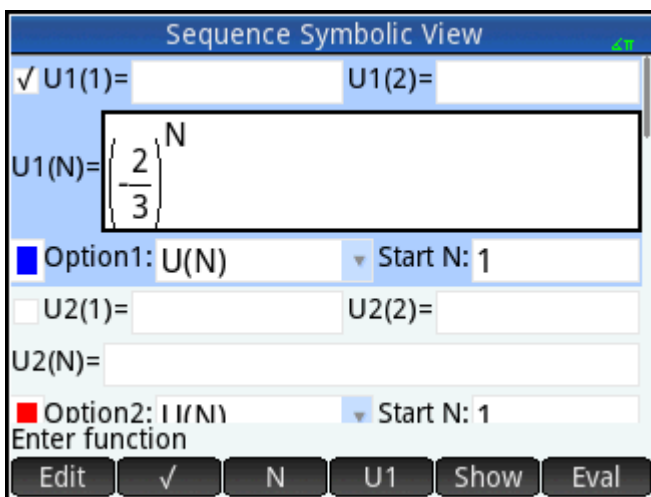 Sequence Symbolic View
∡π
√ U1(1)= U1(2)=
U1(N)= (-2/3)^N
Option1: U(N) Start N: 1
U2(1)= U2(2)=
U2(N)=
Option2: U(N) Start N: 1
Enter function
Edit √ N U1 Show Eval